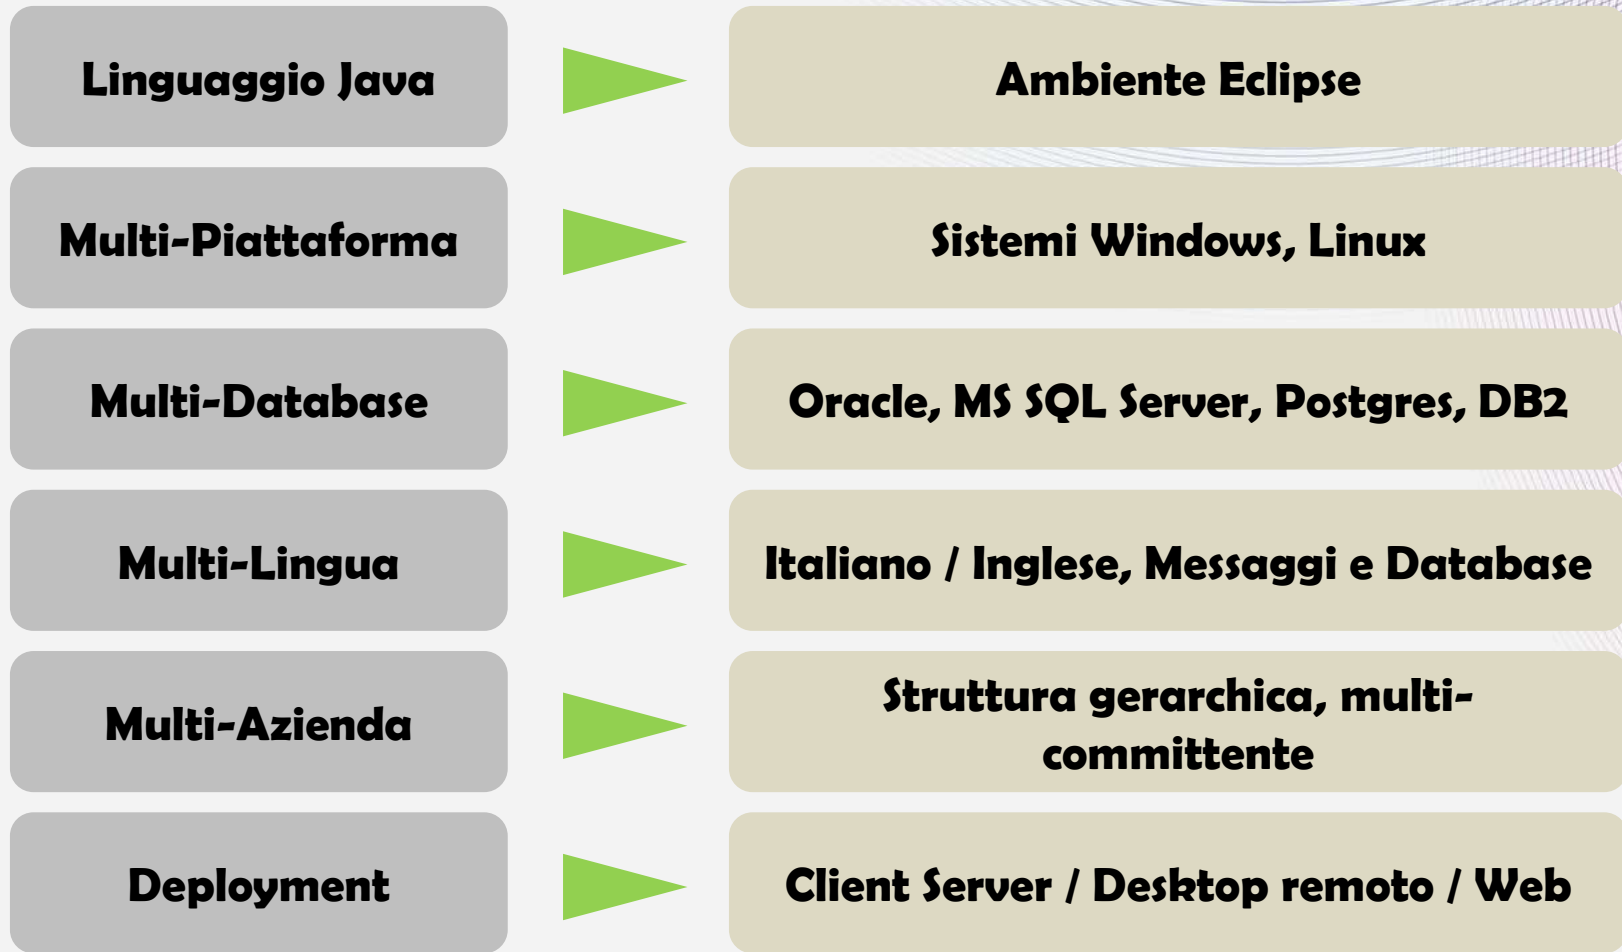 Linguaggio Java
Ambiente Eclipse
Multi-Piattaforma
Sistemi Windows, Linux
Multi-Database
Oracle, MS SQL Server, Postgres, DB2
Multi-Lingua
Italiano / Inglese, Messaggi e Database
Multi-Azienda
Struttura gerarchica, multi-
committente
Deployment
Client Server / Desktop remoto / Web